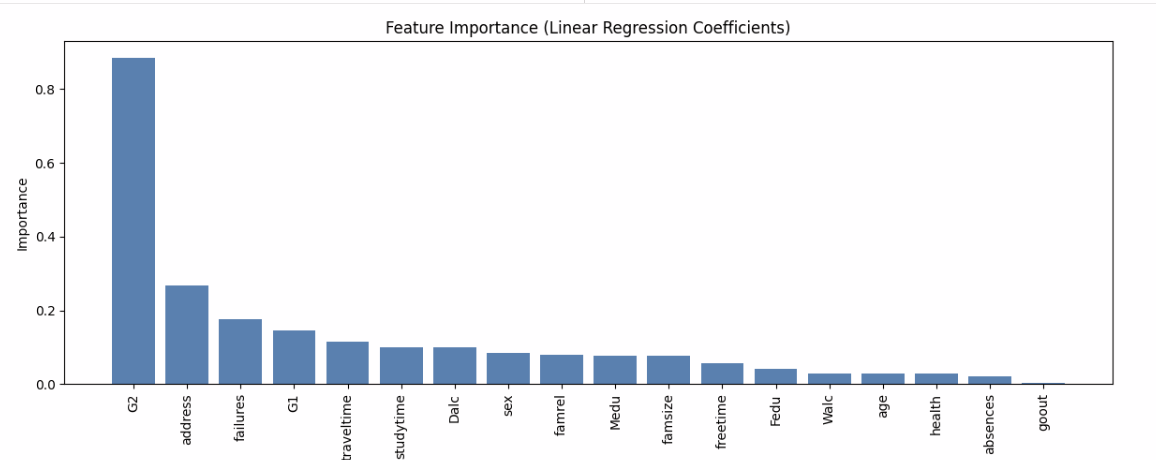 Feature Importance (Linear Regression Coefficients)
Importance
0.8
0.6
0.4
0.2
0.0
G2
address
failures
G1
traveltime
studytime
Dalc
sex
famrel
Medu
famsize
freetime
Fedu
Walc
age
health
absences
goout